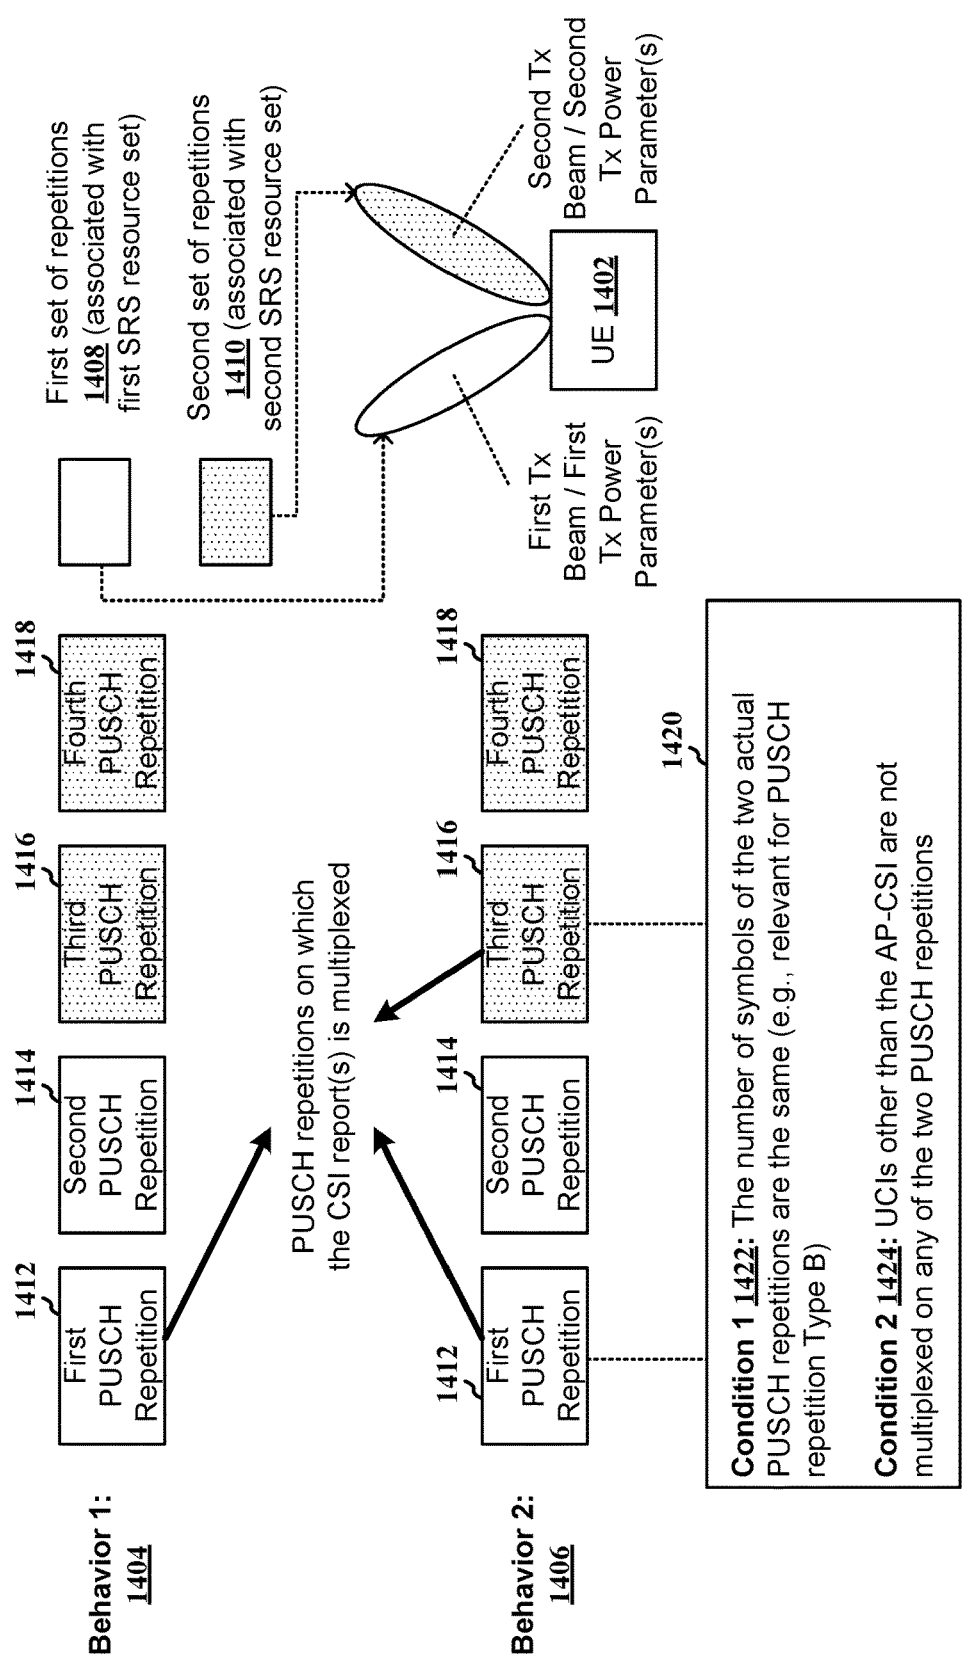 Behavior 1:
1404
1412
First
PUSCH
Repetition
1414
Second
PUSCH
Repetition
1416
Third
PUSCH
Repetition
1418
Fourth
PUSCH
Repetition
First set of repetitions
1408 (associated with
first SRS resource set)
Second set of repetitions
1410 (associated with
second SRS resource set)
PUSCH repetitions on which
the CSI report(s) is multiplexed
Behavior 2:
1406
1412
First
PUSCH
Repetition
1414
Second
PUSCH
Repetition
1416
Third
PUSCH
Repetition
1418
Fourth
PUSCH
Repetition
First Tx
Beam / First
Tx Power
Parameter(s)
UE 1402
Second Tx
Beam / Second
Tx Power
Parameter(s)
1420
Condition 1 1422: The number of symbols of the two actual
PUSCH repetitions are the same (e.g., relevant for PUSCH
repetition Type B)
Condition 2 1424: UCIs other than the AP-CSI are not
multiplexed on any of the two PUSCH repetitions